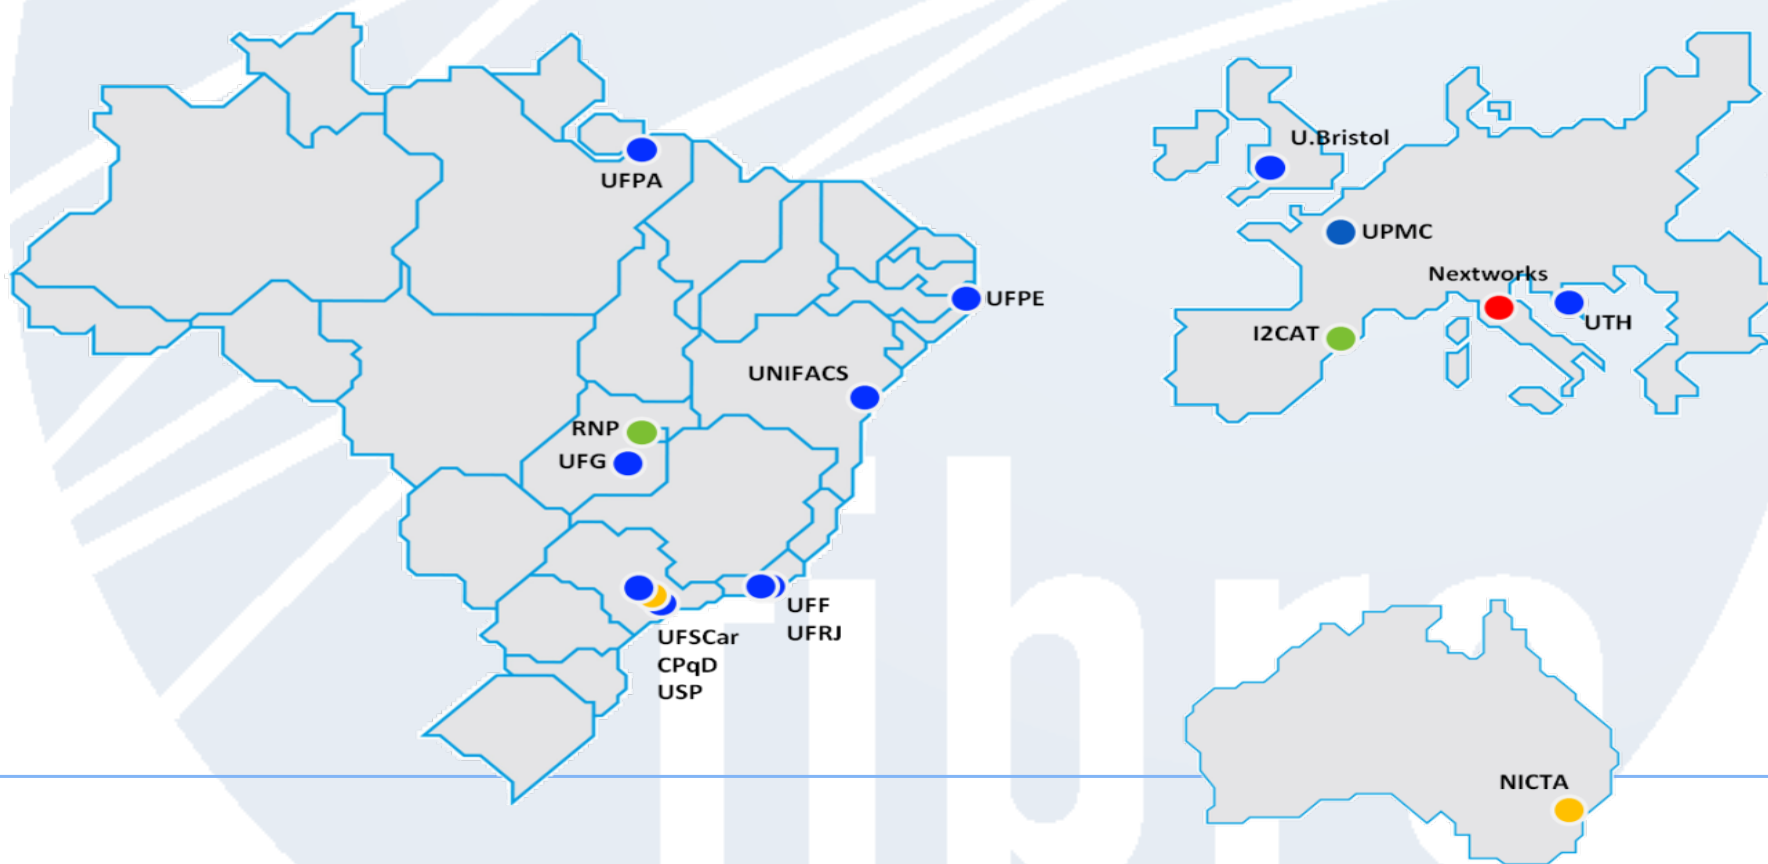 UFPA
UFPE
UNIFACS
RNP
UFG
UFF
UFRJ
UFSCar
CPqD
USP
U.Bristol
UPMC
Nextworks
UTH
I2CAT
NICTA
fibre